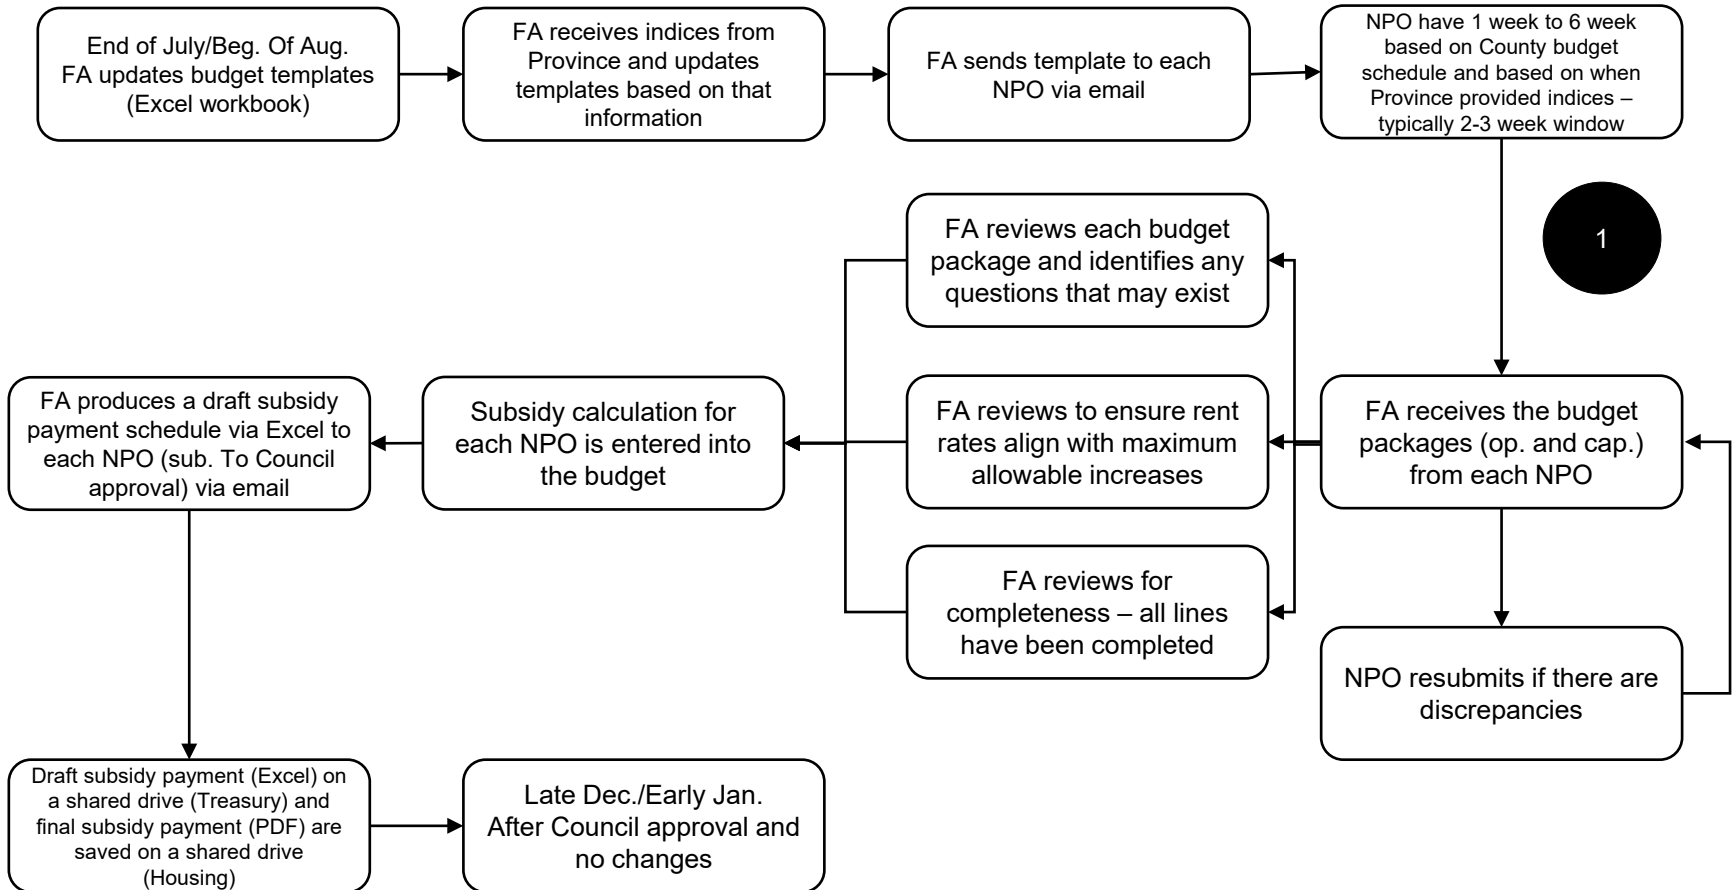 End of July/Beg. Of Aug.
FA updates budget templates
(Excel workbook)
FA receives indices from
Province and updates
templates based on that
information
FA sends template to each
NPO via email
NPO have 1 week to 6 week
based on County budget
schedule and based on when
Province provided indices –
typically 2-3 week window
1
FA reviews each budget
package and identifies any
questions that may exist
FA produces a draft subsidy
payment schedule via Excel to
each NPO (sub. To Council
approval) via email
Subsidy calculation for
each NPO is entered into
the budget
FA reviews to ensure rent
rates align with maximum
allowable increases
FA receives the budget
packages (op. and cap.)
from each NPO
FA reviews for
completeness – all lines
have been completed
NPO resubmits if there are
discrepancies
Draft subsidy payment (Excel) on
a shared drive (Treasury) and
final subsidy payment (PDF) are
saved on a shared drive
(Housing)
Late Dec./Early Jan.
After Council approval and
no changes